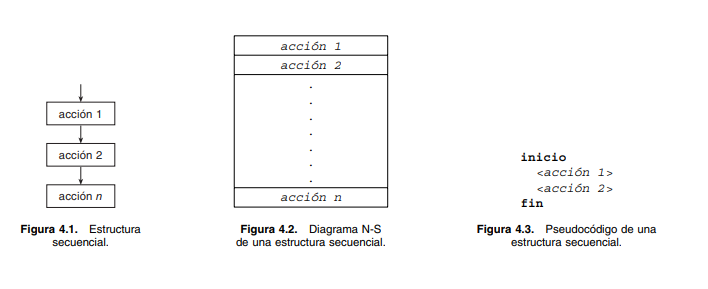 acción 1
acción 2
acción n
Figura 4.1. Estructura
secuencial.
acción 1
acción 2
.
.
.
.
.
.
.
acción n
Figura 4.2. Diagrama N-S
de una estructura secuencial.
inicio
<acción 1>
<acción 2>
fin
Figura 4.3. Pseudocódigo de una
estructura secuencial.